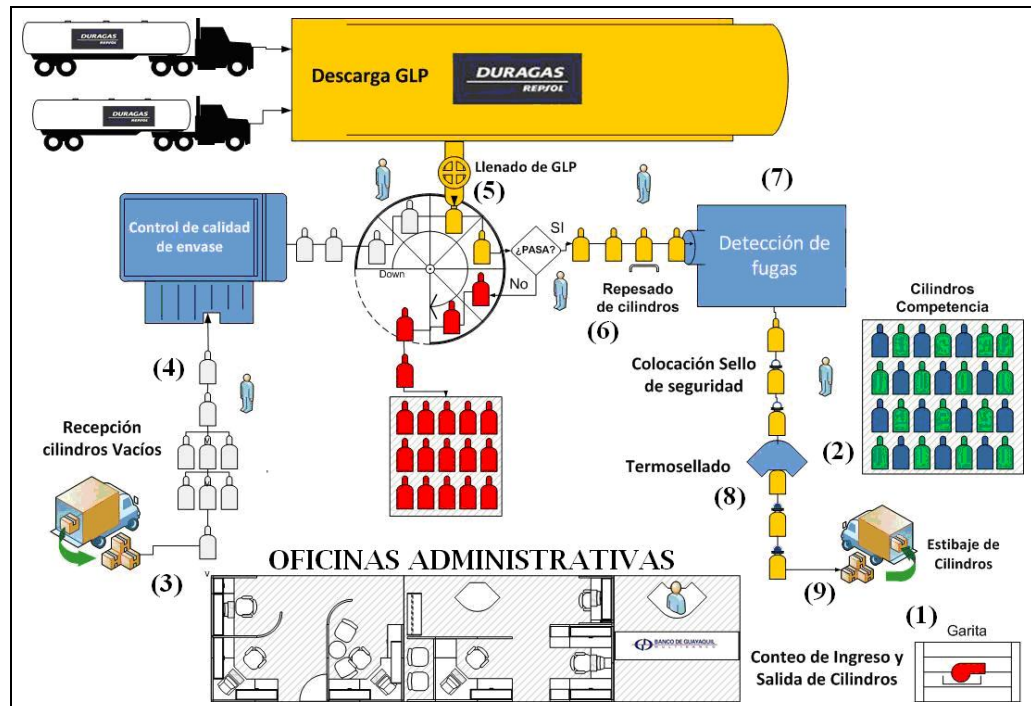 DURAGAS
REPSOL
DURAGAS
REPSOL
Descarga GLP
DURAGAS
REPSOL
Llenado de GLP
(5)
(7)
Control de calidad
de envase
Down
¿PASA?
SI
No
Repesado
de cilindros
(6)
Detección de
fugas
Cilindros
Competencia
(4)
Colocación Sello
de seguridad
Recepción
cilindros Vacíos
(2)
Termosellado
(8)
(3)
v
Estibaje de
Cilindros
(9)
OFICINAS ADMINISTRATIVAS
BANCO DE GUAYAQUIL
MULTIBANCO
(1)
Garita
Conteo de Ingreso y
Salida de Cilindros